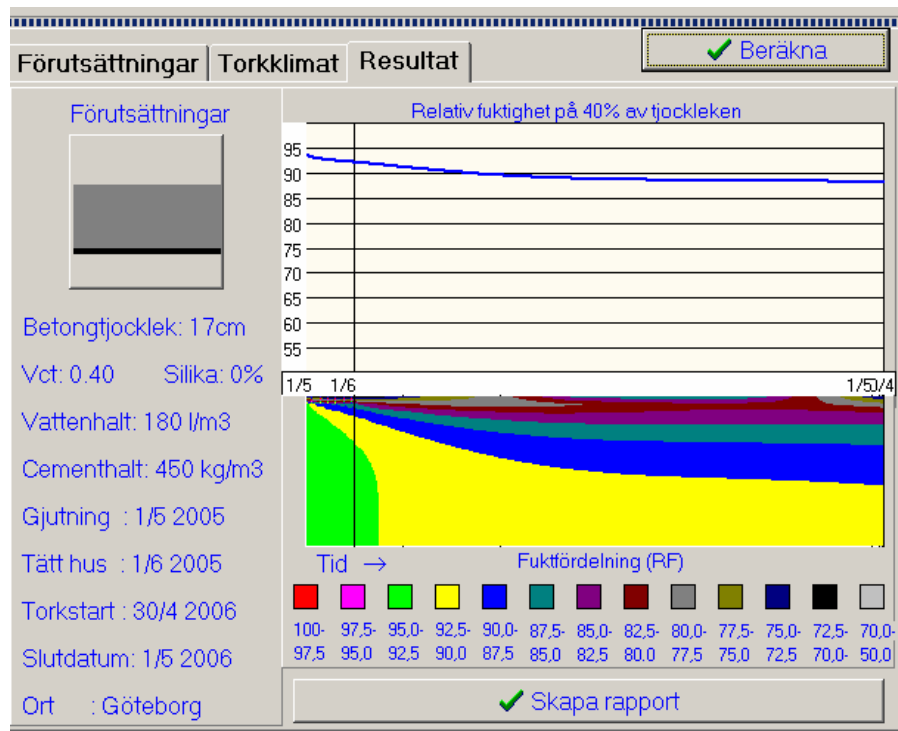 Förutsättningar
Torkklimat
Resultat
Beräkna
Förutsättningar
Betongtjocklek: 17cm
Vct: 0.40 Silika: 0%
Vattenhalt: 180 l/m3
Cementhalt: 450 kg/m3
Gjutning : 1/5 2005
Tätt hus : 1/6 2005
Torkstart : 30/4 2006
Slutdatum: 1/5 2006
Ort : Göteborg
Relativ fuktighet på 40% av tjockleken
95
90
85
80
75
70
65
60
55
1/5 1/6
Tid → Fuktfördelning (RF)
100- 97,5- 95,0- 92,5- 90,0- 87,5- 85,0- 82,5- 80,0- 77,5- 75,0- 72,5- 70,0-
97,5 95,0 92,5 90,0 87,5 85,0 82,5 80.0 77,5 75,0 72,5 70,0- 50,0
Skapa rapport